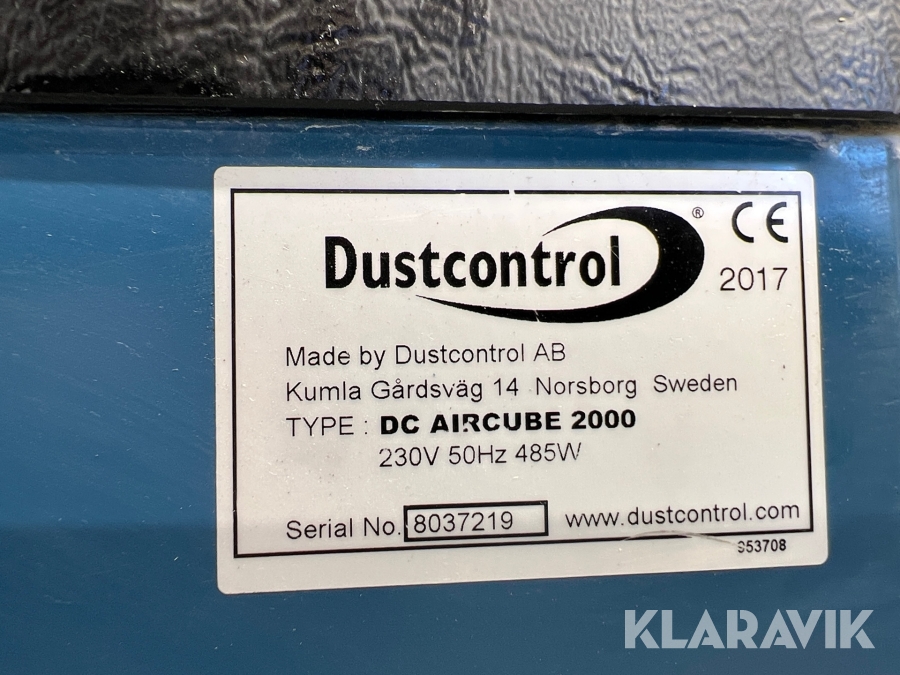 Dustcontrol® CE
2017
Made by Dustcontrol AB
Kumla Gårdsväg 14 Norsborg Sweden
TYPE : DC AIRCUBE 2000
230V 50Hz 485W
Serial No. 8037219 www.dustcontrol.com
953708
KLARAVIK